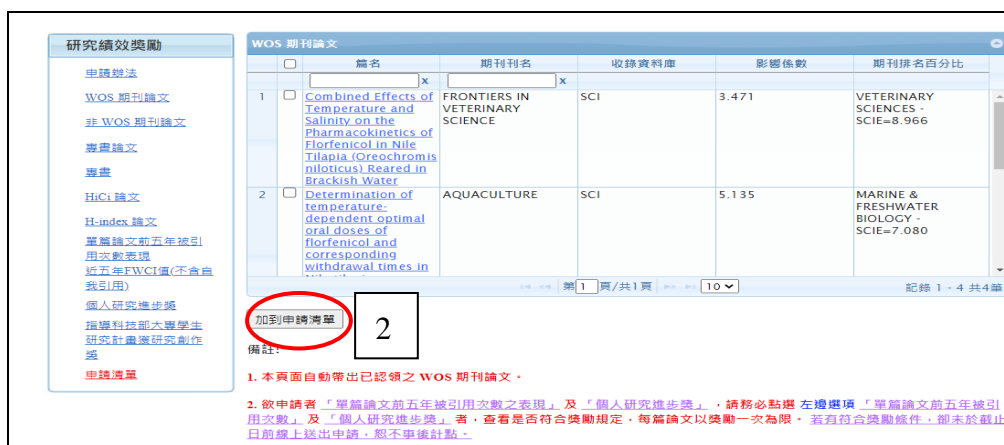 研究績效獎勵
申請辦法
WOS 期刊論文
非 WOS 期刊論文
專書論文
專書
HiCi 論文
H-index 論文
單篇論文前五年被引
用次數表現
近五年FWCI值(不含自
我引用)
個人研究進步獎
指導科技部大專學生
研究計畫獲研究創作
獎
申請清單
WOS 期刊論文
篇名 期刊刊名 收錄資料庫 影響係數 期刊排名百分比
x x
1 Combined Effects of FRONTIERS IN SCI 3.471 VETERINARY
Temperature and VETERINARY SCIENCES -
Salinity on the SCIENCE SCIE=8.966
Pharmacokinetics of
Florfenicol in Nile
Tilapia (Oreochromis
niloticus) Reared in
Brackish Water
2 Determination of AQUACULTURE SCI 5.135 MARINE &
temperature- FRESHWATER
dependent optimal BIOLOGY -
oral doses of SCIE=7.080
florfenicol and
corresponding
withdrawal times in
第 1 頁/共1頁 10 記錄 1 - 4 共4筆
加到申請清單
2
備註:
1. 本頁面自動帶出已認領之 WOS 期刊論文。
2. 欲申請者 「單篇論文前五年被引用次數之表現」 及 「個人研究進步獎」 ，請務必點選 左邊選項 「單篇論文前五年被引
用次數」 及 「個人研究進步獎」 者，查看是否符合獎勵規定，每篇論文以獎勵一次為限。 若有符合獎勵條件，卻未於截止
日前線上送出申請，恕不事後計點。